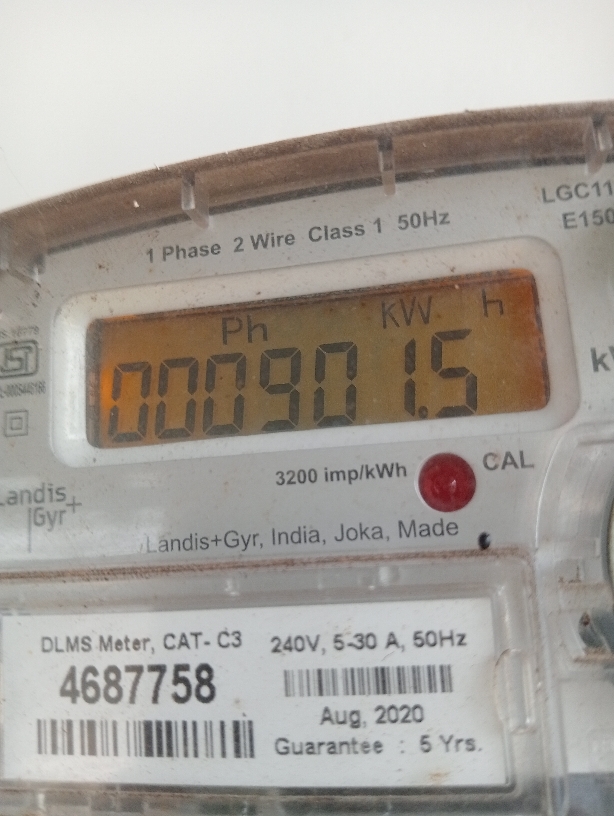 1 Phase 2 Wire Class 1 50Hz
LGC11
E150
Ph kW h
000901.5
3200 imp/kWh
CAL
Landis+
Gyr
Landis+Gyr, India, Joka, Made
DLMS Meter, CAT- C3
4687758
240V, 5-30 A, 50Hz
Aug, 2020
Guarantee : 5 Yrs.